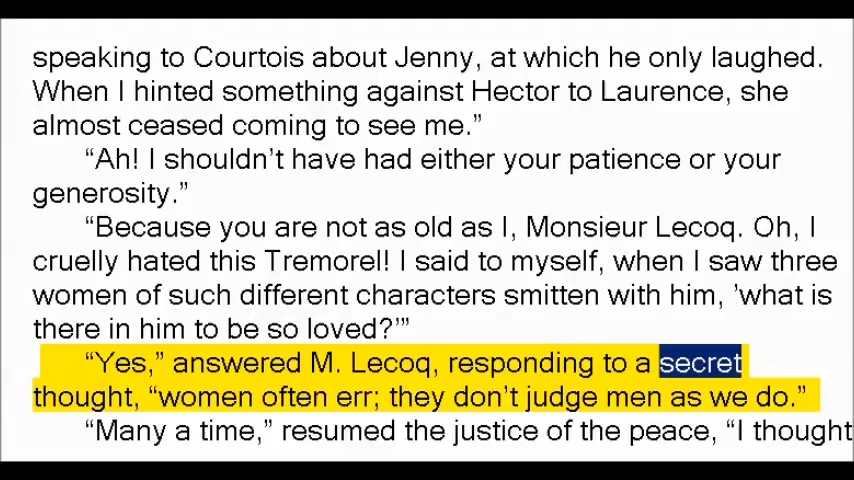 speaking to Courtois about Jenny, at which he only laughed.
When I hinted something against Hector to Laurence, she
almost ceased coming to see me.”
“Ah! I shouldn’t have had either your patience or your
generosity.”
“Because you are not as old as I, Monsieur Lecoq. Oh, I
cruelly hated this Tremorel! I said to myself, when I saw three
women of such different characters smitten with him, ’what is
there in him to be so loved?’”
“Yes,” answered M. Lecoq, responding to a secret
thought, “women often err; they don’t judge men as we do.”
“Many a time,” resumed the justice of the peace, “I thought